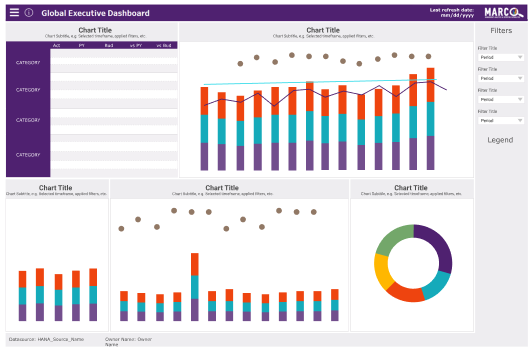 Global Executive Dashboard
Last refresh date:
mm/dd/yyyy
MARCO
Chart Title
Chart Subtitle, e.g. Selected timeframe, applied filters, etc.
Act PY Bud vs PY vs Bud
CATEGORY
CATEGORY
CATEGORY
CATEGORY
Chart Title
Chart Subtitle, e.g. Selected timeframe, applied filters, etc.
Filters
Filter Title
Period
Filter Title
Period
Filter Title
Period
Filter Title
Period
Legend
Chart Title
Chart Subtitle, e.g. Selected timeframe, applied filters, etc.
Chart Title
Chart Subtitle, e.g. Selected timeframe, applied filters, etc.
Chart Title
Chart Subtitle, e.g. Selected timeframe, applied filters, etc.
Datasource: HANA_Source_Name
Owner Name: Owner
Name